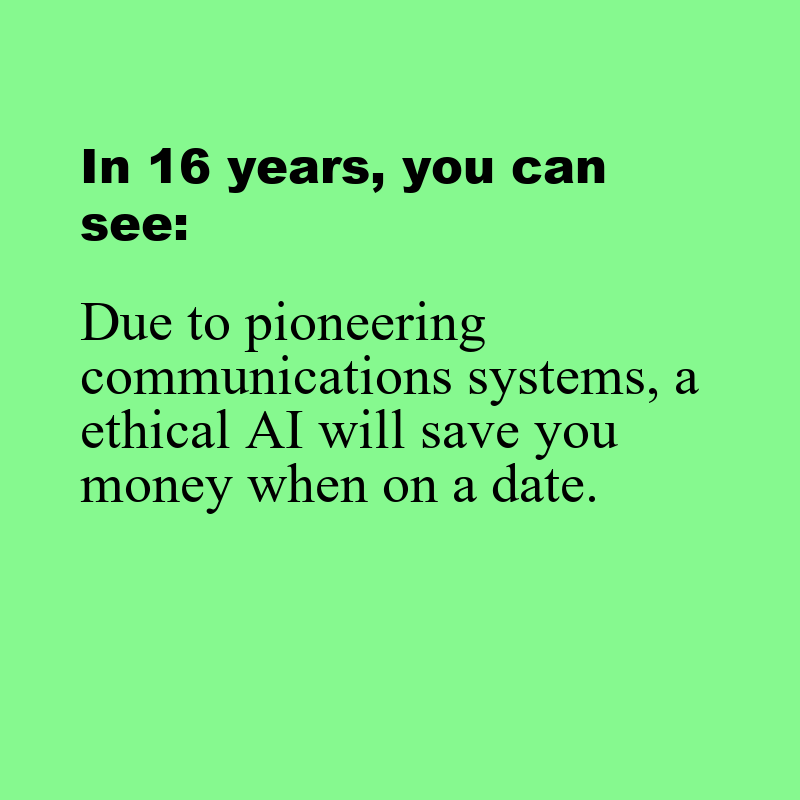 In 16 years, you can
see:
Due to pioneering
communications systems, a
ethical AI will save you
money when on a date.